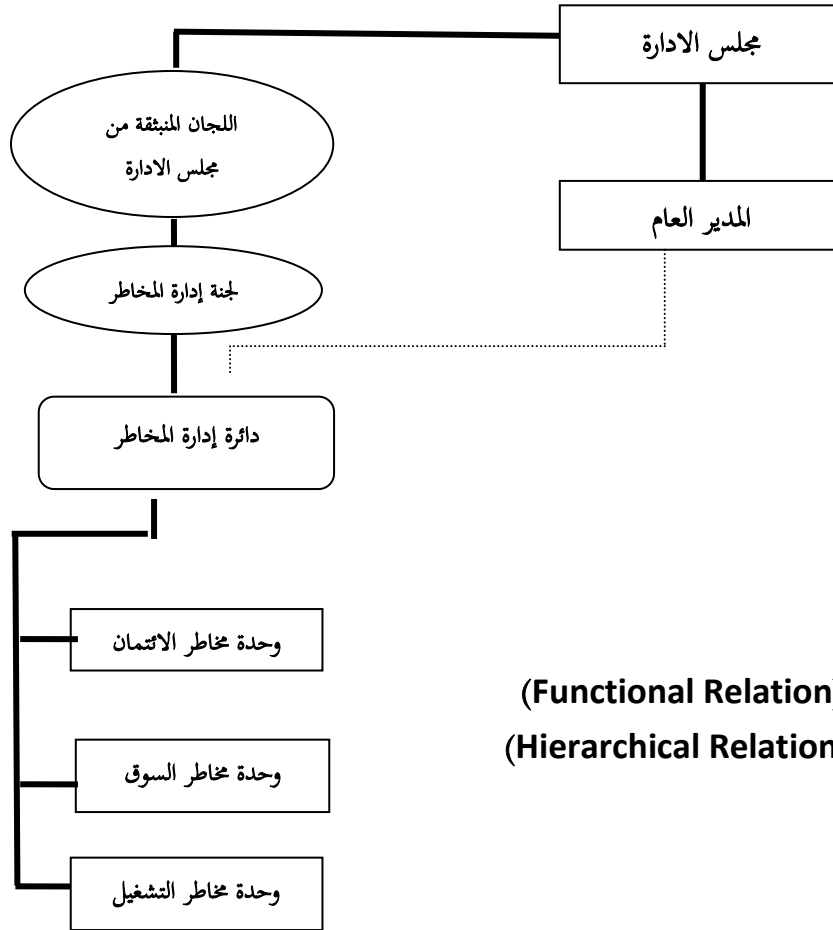 مجلس الادارة
اللجان المنبثقة من
مجلس الادارة
المدير العام
لجنة إدارة المخاطر
دائرة إدارة المخاطر
وحدة مخاطر الائتمان
وحدة مخاطر السوق
وحدة مخاطر التشغيل
(Functional Relation)
(Hierarchical Relation